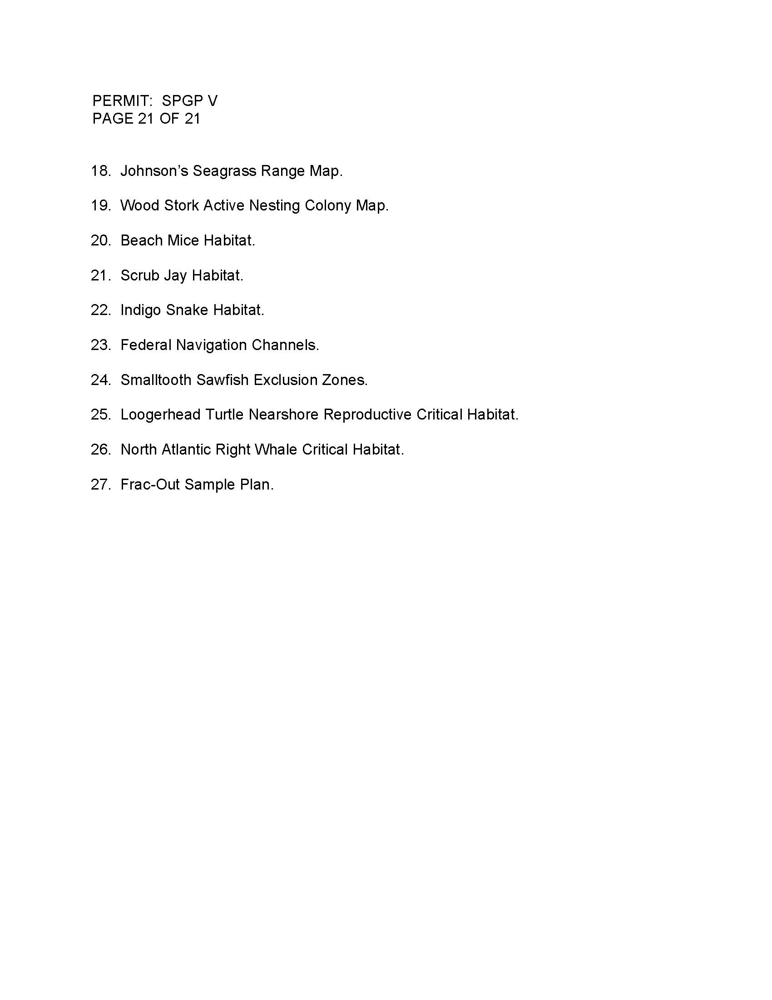 PERMIT:  SPGP V
PAGE 21 OF 21
18.  Johnson’s Seagrass Range Map.
19.  Wood Stork Active Nesting Colony Map.
20.  Beach Mice Habitat.
21.  Scrub Jay Habitat.
22.  Indigo Snake Habitat.
23.  Federal Navigation Channels.
24.  Smalltooth Sawfish Exclusion Zones.
25.  Loogerhead Turtle Nearshore Reproductive Critical Habitat.
26.  North Atlantic Right Whale Critical Habitat.
27.  Frac-Out Sample Plan.